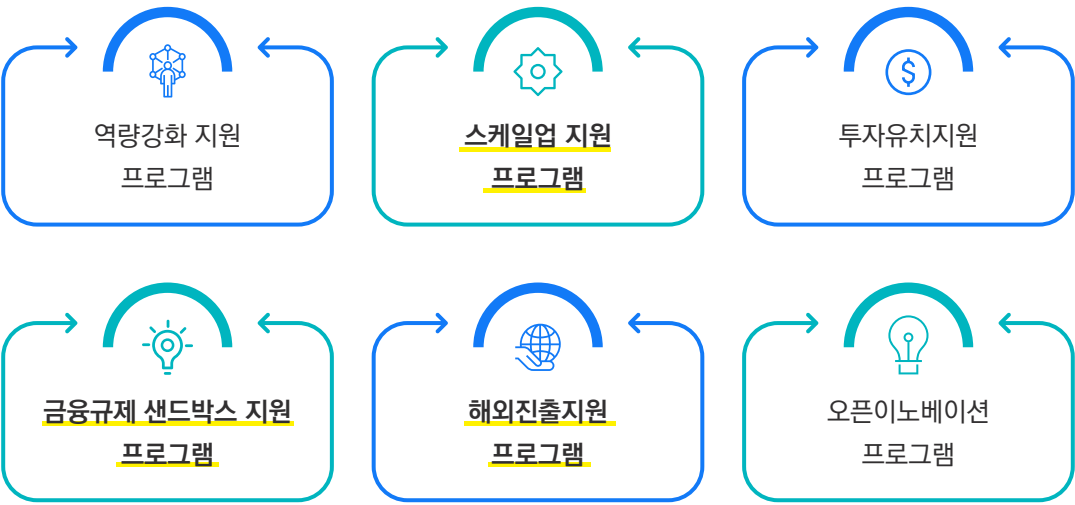 역량강화 지원
프로그램
스케일업 지원
프로그램
투자유치지원
프로그램
금융규제 샌드박스 지원
프로그램
해외진출지원
프로그램
오픈이노베이션
프로그램